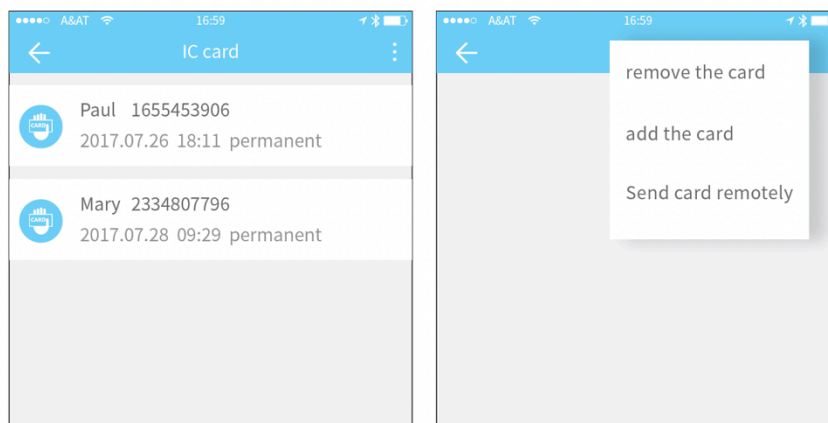 A&AT 16:59
IC card
CARD
Paul 1655453906
2017.07.26 18:11 permanent
CARD
Mary 2334807796
2017.07.28 09:29 permanent
A&AT 16:59
remove the card
add the card
Send card remotely